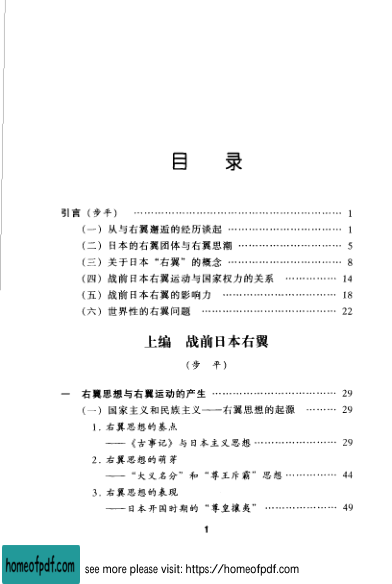 目 录
引言（步平） …… 1
（一）从与右翼邂逅的经历谈起 …… 1
（二）日本的右翼团体与右翼思潮 …… 5
（三）关于日本“右翼”的概念 …… 8
（四）战前日本右翼运动与国家权力的关系 …… 14
（五）战前日本右翼的影响力 …… 18
（六）世界性的右翼问题 …… 22
上编 战前日本右翼
（步 平）
一 右翼思想与右翼运动的产生 …… 29
（一）国家主义和民族主义——右翼思想的起源 …… 29
1. 右翼思想的基点
——《古事记》与日本主义思想 …… 29
2. 右翼思想的萌芽
——“大义名分”和“尊王斥霸”思想 …… 44
3. 右翼思想的表现
——日本开国时期的“尊皇攘夷” …… 49
1
homeofpdf.com
see more please visit: https://homeofpdf.com